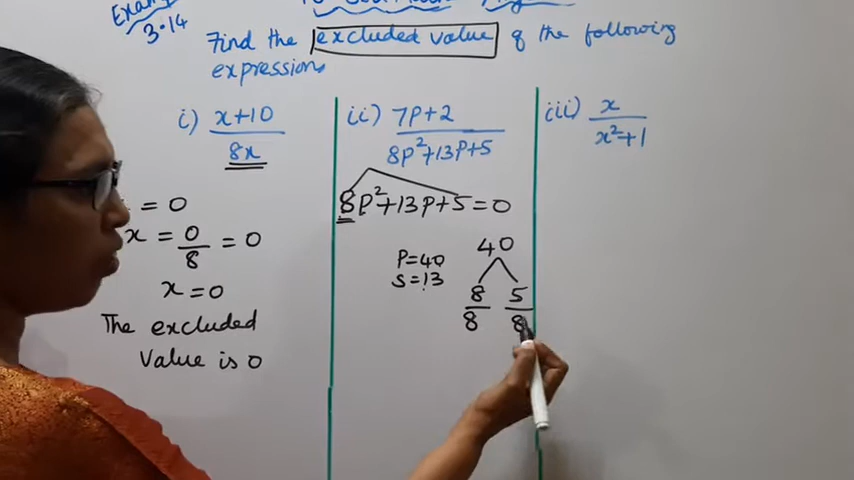 3.14
Find the excluded value of the following
expressions
i) x+10
8x
= 0
x = 0/8 = 0
x = 0
The excluded
Value is 0
ii) 7p+2
8p²+13p+5
8p²+13p+5=0
40
P=40
S=13
8 5
8 8
iii) x
x²+1